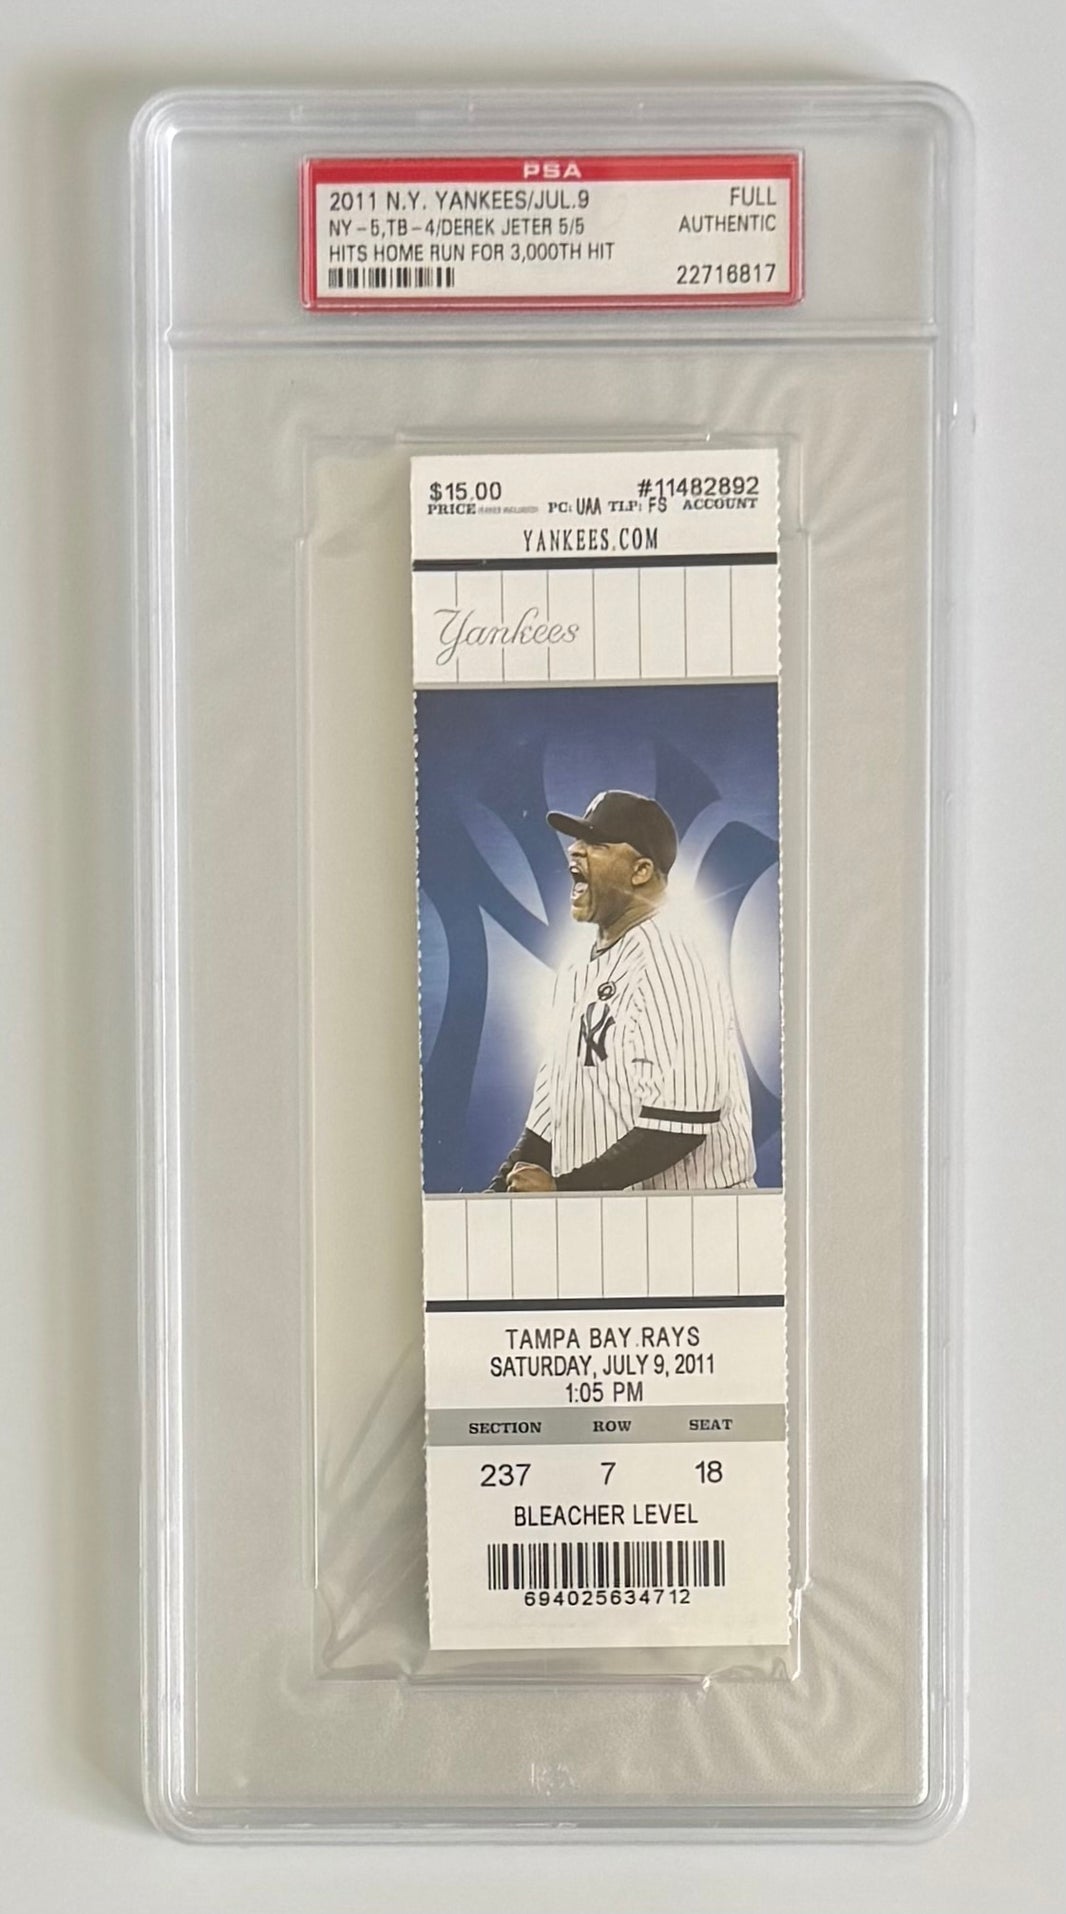 PSA
2011 N.Y. YANKEES/JUL.9 FULL
NY-5,TB-4/DEREK JETER 5/5 AUTHENTIC
HITS HOME RUN FOR 3,000TH HIT
22716817
$15.00 #11482892
PRICE PC: UAA TLP: FS ACCOUNT
YANKEES.COM
Yankees
NY
TAMPA BAY RAYS
SATURDAY, JULY 9, 2011
1:05 PM
SECTION ROW SEAT
237 7 18
BLEACHER LEVEL
694025634712